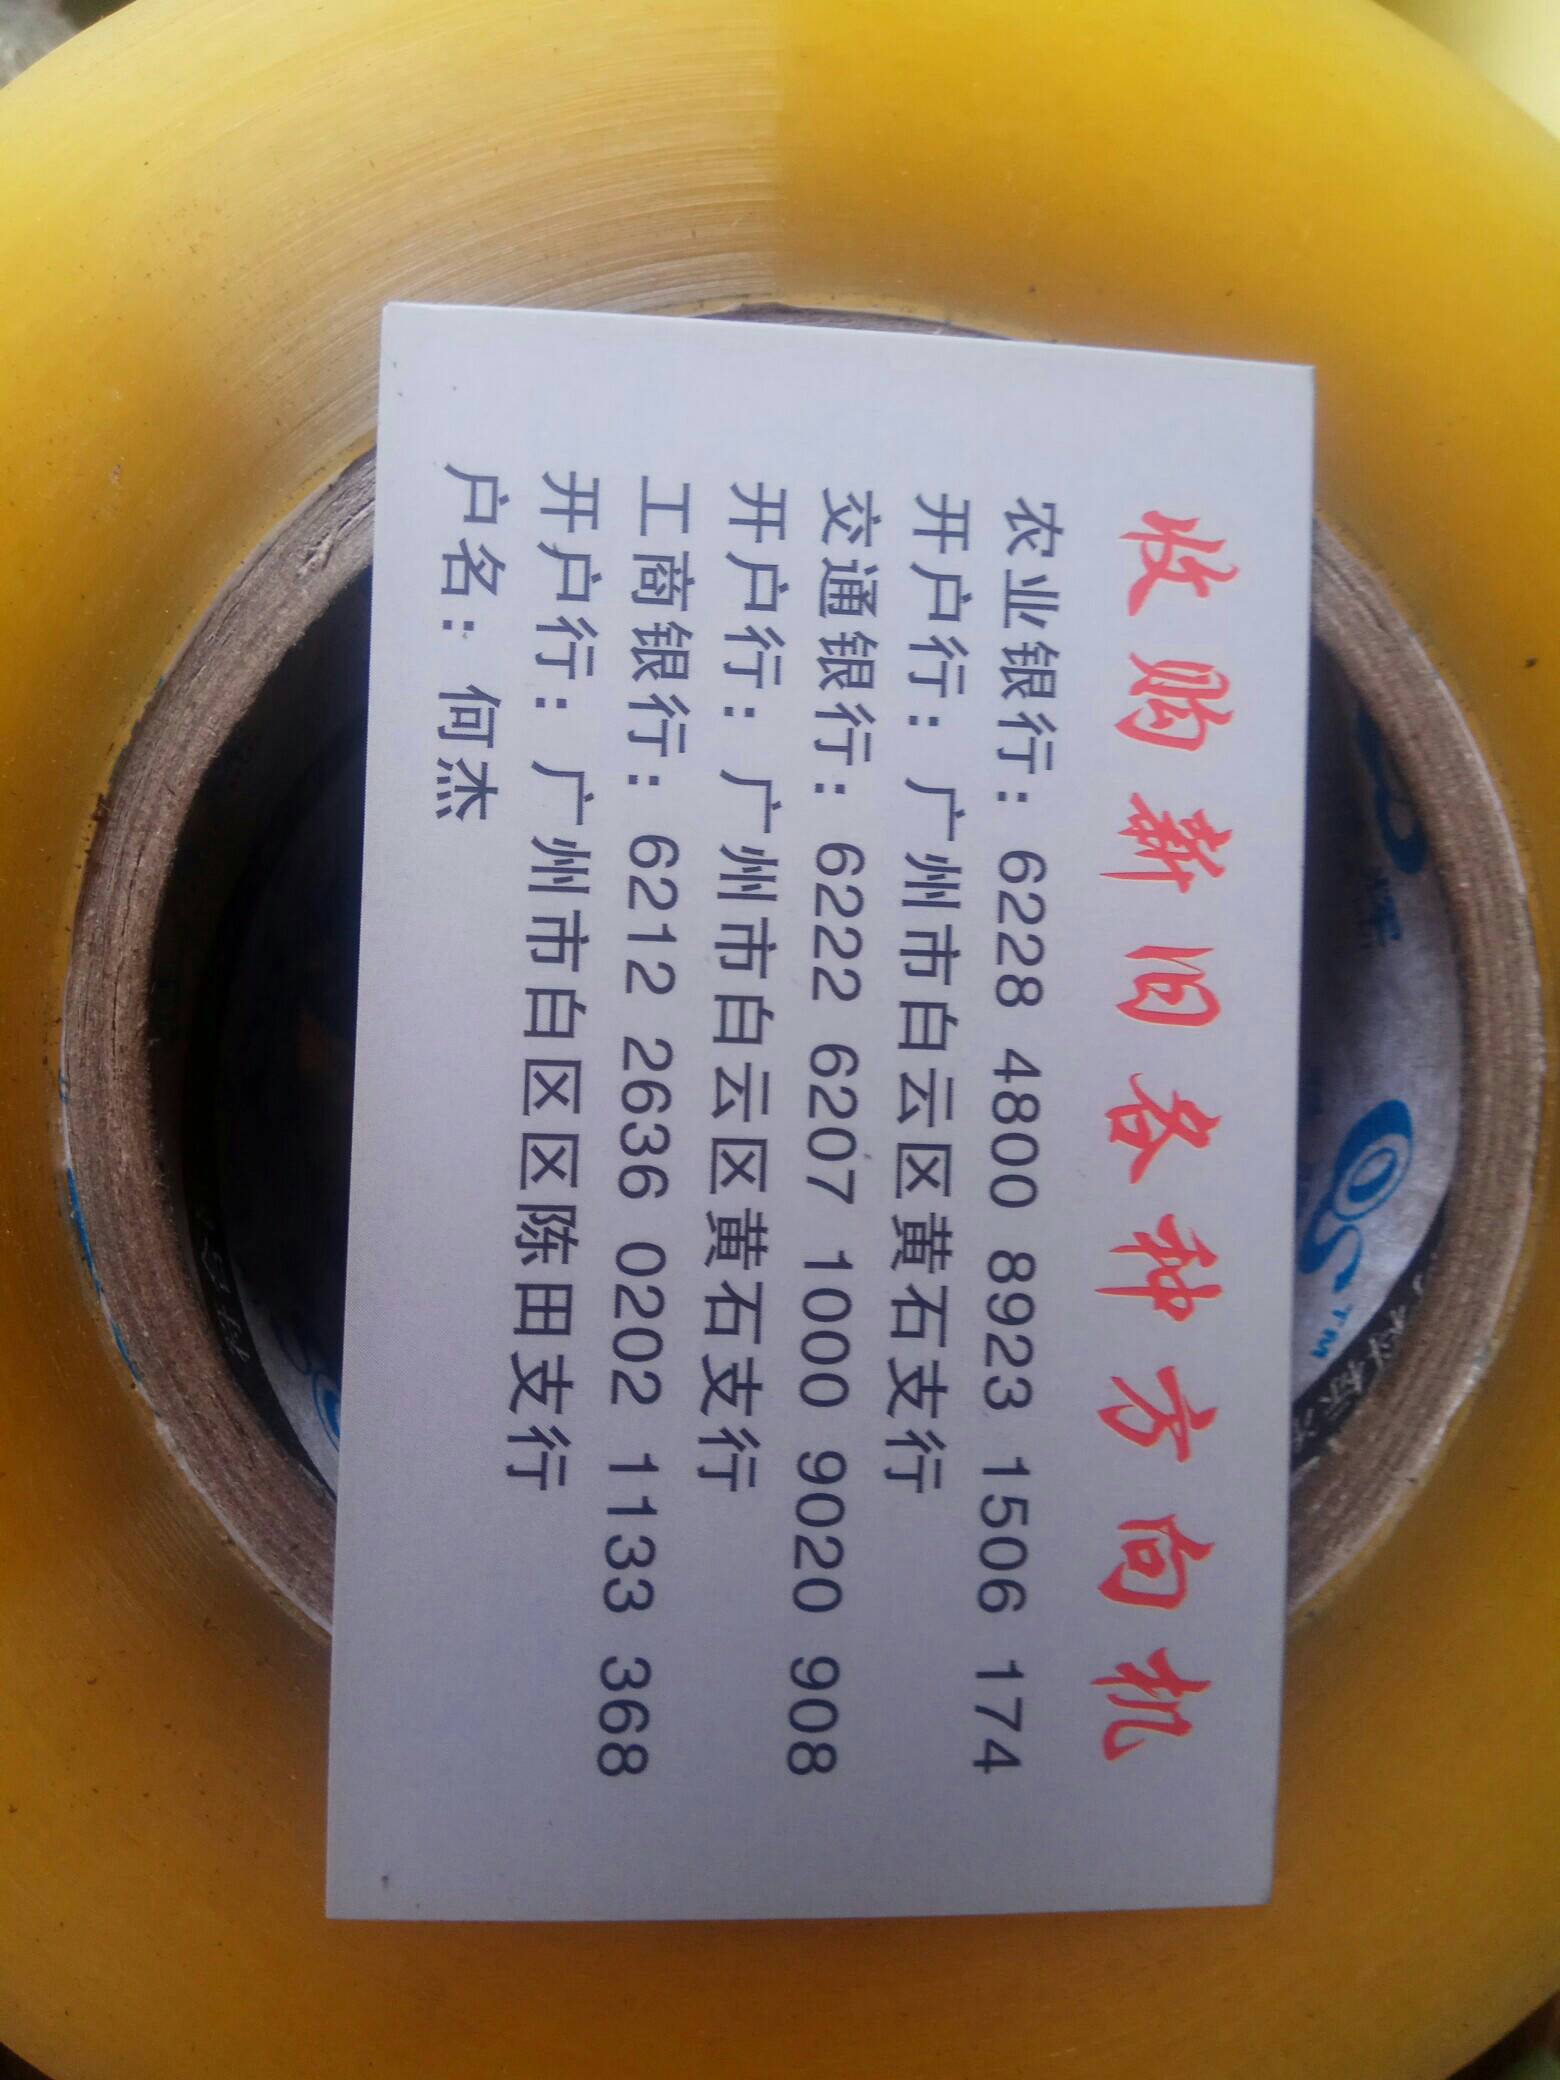 收购新旧各种方向机
农业银行：6228 4800 8923 1506 174
开户行：广州市白云区黄石支行
交通银行：6222 6207 1000 9020 908
开户行：广州市白云区黄石支行
工商银行：6212 2636 0202 1133 368
开户行：广州市白区区陈田支行
户名：何杰
TM